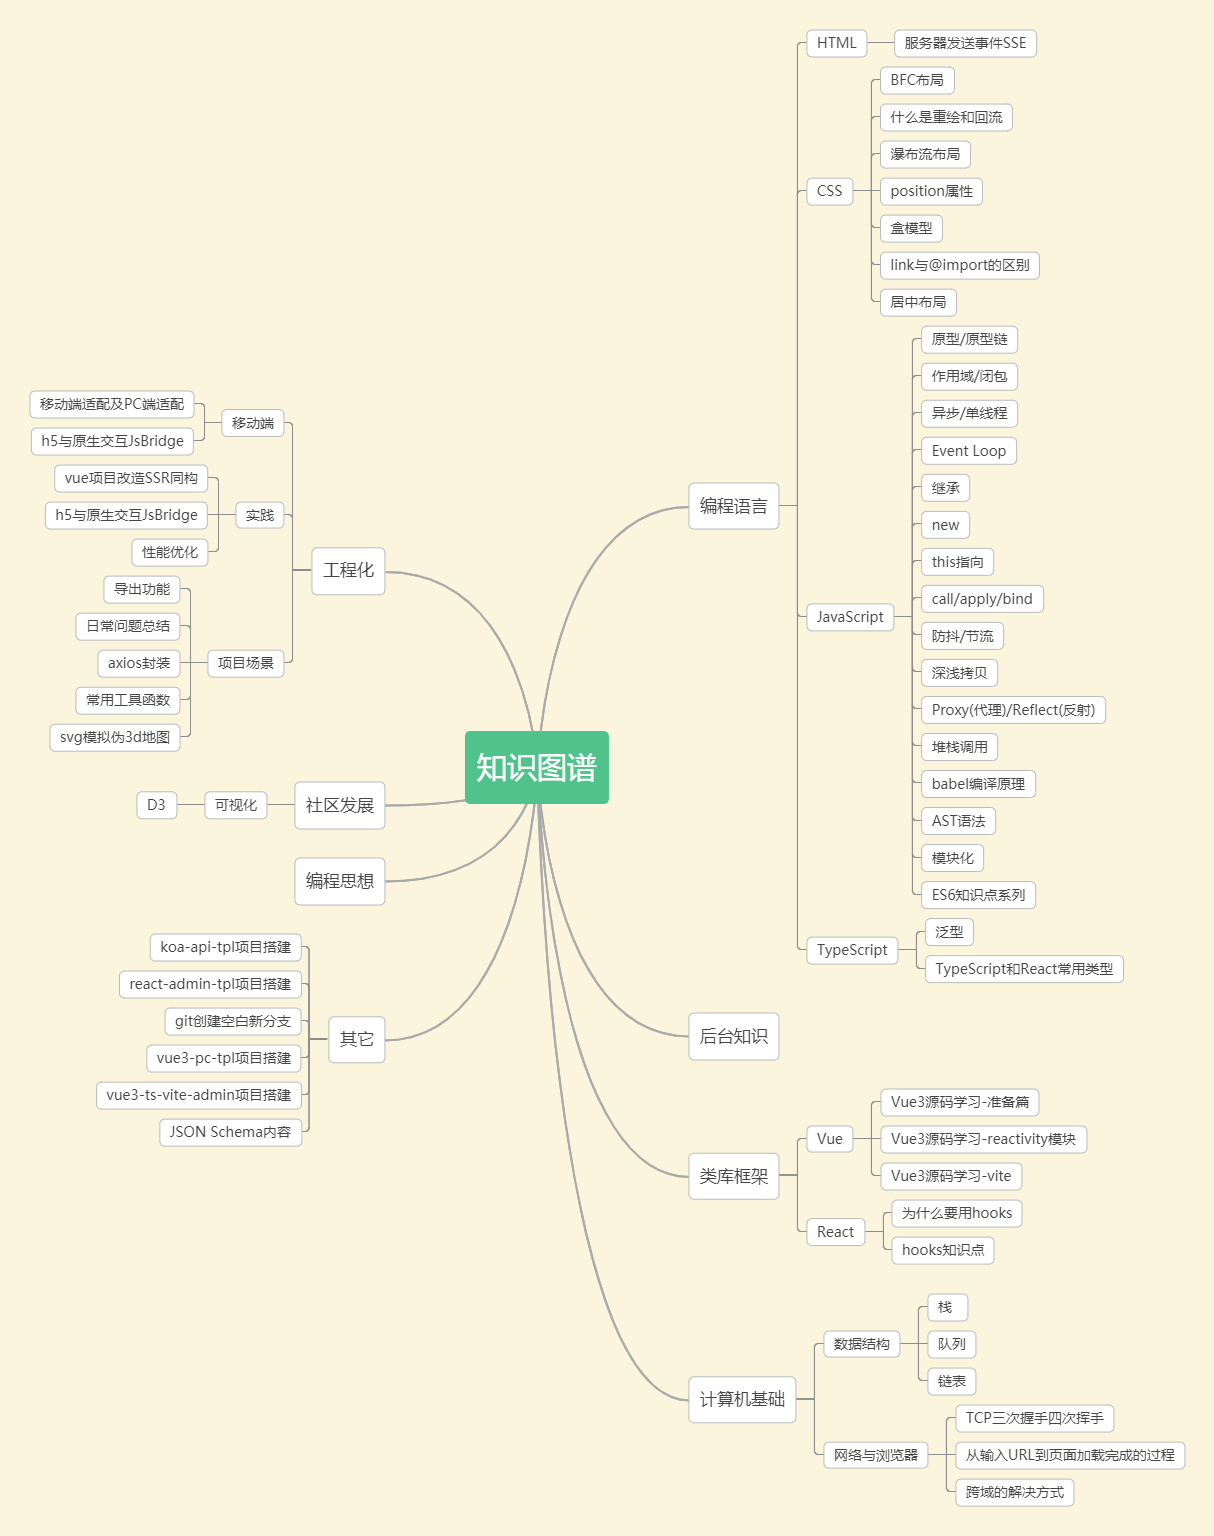 知识图谱
编程语言
HTML
服务器发送事件SSE
CSS
BFC布局
什么是重绘和回流
瀑布流布局
position属性
盒模型
link与@import的区别
居中布局
JavaScript
原型/原型链
作用域/闭包
异步/单线程
Event Loop
继承
new
this指向
call/apply/bind
防抖/节流
深浅拷贝
Proxy(代理)/Reflect(反射)
堆栈调用
babel编译原理
AST语法
模块化
ES6知识点系列
TypeScript
泛型
TypeScript和React常用类型
后台知识
类库框架
Vue
Vue3源码学习-准备篇
Vue3源码学习-reactivity模块
Vue3源码学习-vite
React
为什么要用hooks
hooks知识点
计算机基础
数据结构
栈
队列
链表
网络与浏览器
TCP三次握手四次挥手
从输入URL到页面加载完成的过程
跨域的解决方式
工程化
移动端
移动端适配及PC端适配
h5与原生交互JsBridge
实践
vue项目改造SSR同构
h5与原生交互JsBridge
性能优化
项目场景
导出功能
日常问题总结
axios封装
常用工具函数
svg模拟伪3d地图
社区发展
可视化
D3
编程思想
其它
koa-api-tpl项目搭建
react-admin-tpl项目搭建
git创建空白新分支
vue3-pc-tpl项目搭建
vue3-ts-vite-admin项目搭建
JSON Schema内容